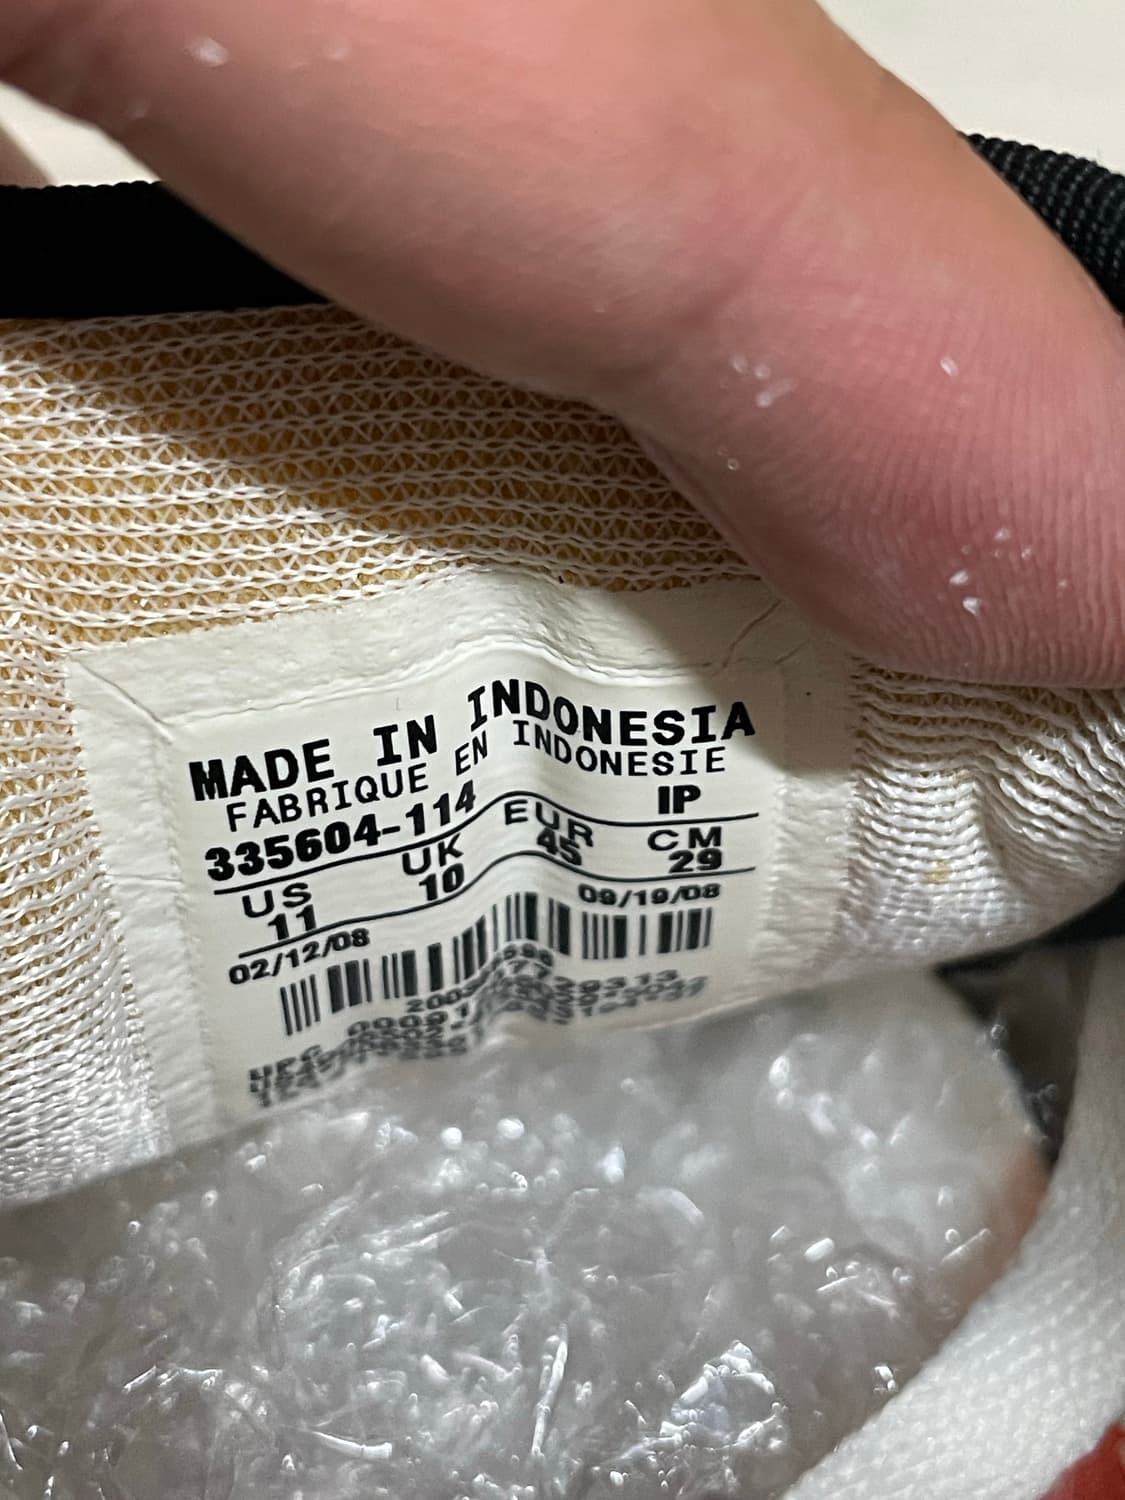 MADE IN INDONESIA
FABRIQUE EN INDONESIE
335604-114 IP
US UK EUR CM
11 10 45 29
02/12/08 09/19/08